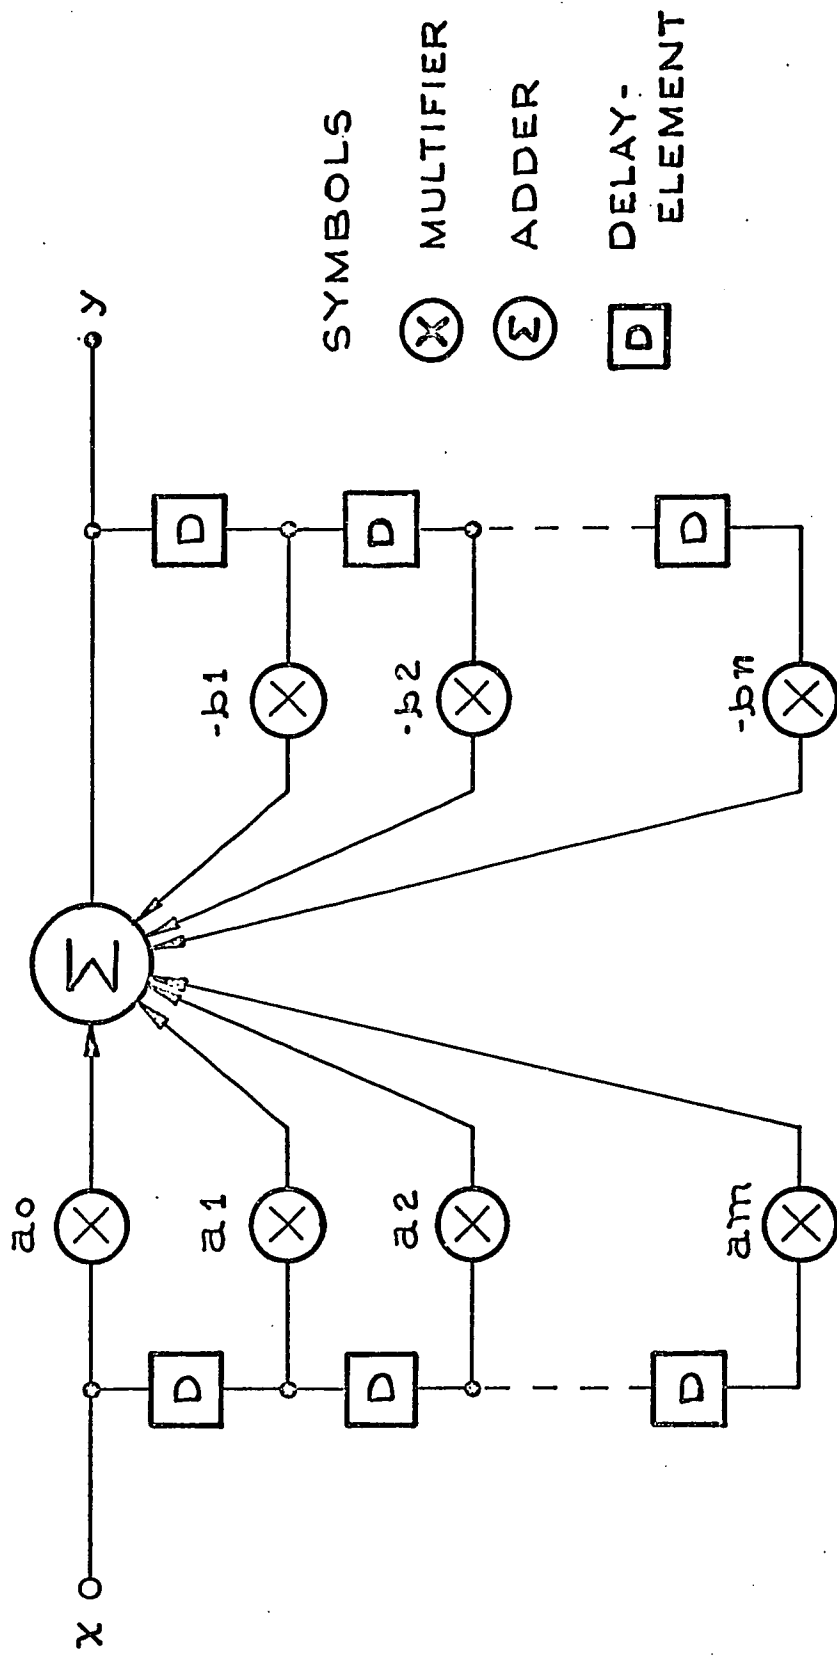 x
y
a0
Σ
D
D
-b1
a1
D
D
-b2
a2
D
D
-bn
am
SYMBOLS
X MULTIFIER
Σ ADDER
D DELAY-
ELEMENT